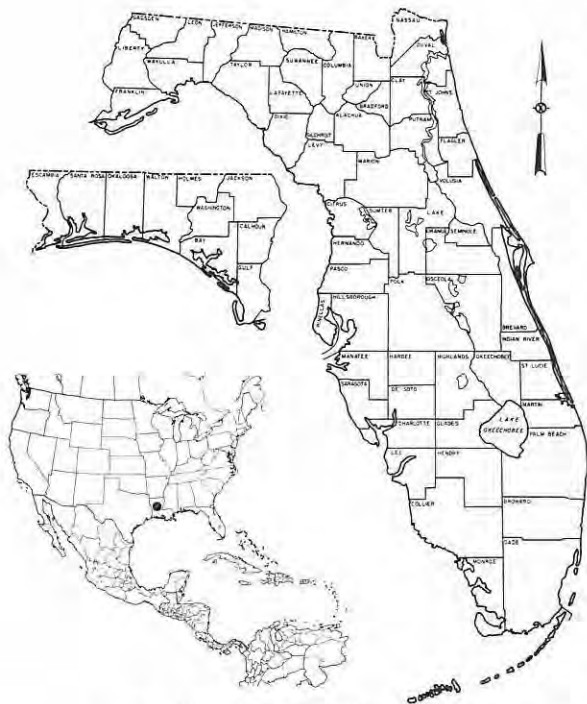 NASSAU
GADSDEN
LEON
JEFFERSON
MADISON
HAMILTON
BAKER
DUVAL
LIBERTY
WAKULLA
TAYLOR
SUWANNEE
COLUMBIA
UNION
CLAY
ST JOHNS
FRANKLIN
LAFAYETTE
BRADFORD
DIXIE
ALACHUA
PUTNAM
GILCHRIST
LEVY
FLAGLER
MARION
VOLUSIA
ESCAMBIA
SANTA ROSA
OKALOOSA
WALTON
HOLMES
JACKSON
WASHINGTON
BAY
CALHOUN
GULF
CITRUS
SUMTER
LAKE
ORANGE
SEMINOLE
HERNANDO
PASCO
POLK
OSCEOLA
HILLSBOROUGH
PINELLAS
BREVARD
INDIAN RIVER
MANATEE
HARDEE
HIGHLANDS
OKEECHOBEE
ST LUCIE
SARASOTA
DE SOTO
MARTIN
CHARLOTTE
GLADES
LAKE
OKEECHOBEE
PALM BEACH
LEE
HENDRY
COLLIER
BROWARD
DADE
MONROE